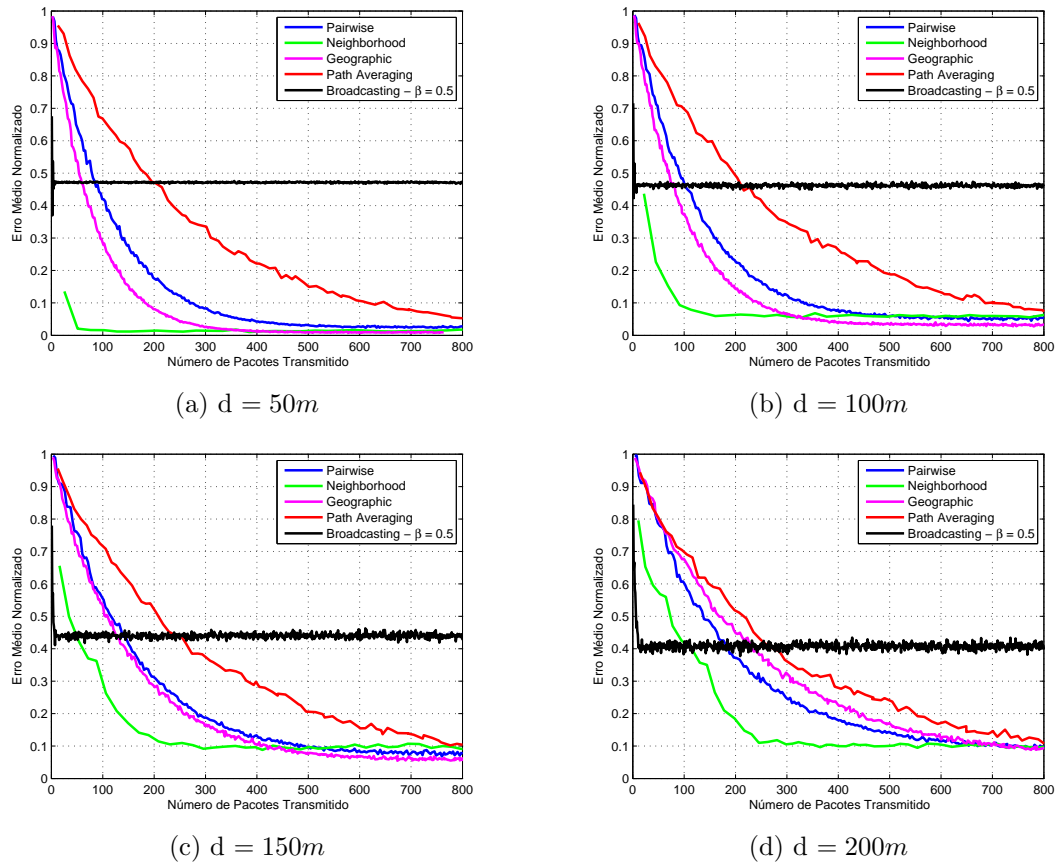 1
0.9
0.8
0.7
0.6
0.5
0.4
0.3
0.2
0.1
0
Erro Médio Normalizado
Pairwise
Neighborhood
Geographic
Path Averaging
Broadcasting – β = 0.5
0 100 200 300 400 500 600 700 800
Número de Pacotes Transmitido
(a) d = 50m
1
0.9
0.8
0.7
0.6
0.5
0.4
0.3
0.2
0.1
0
Erro Médio Normalizado
Pairwise
Neighborhood
Geographic
Path Averaging
Broadcasting – β = 0.5
0 100 200 300 400 500 600 700 800
Número de Pacotes Transmitido
(b) d = 100m
1
0.9
0.8
0.7
0.6
0.5
0.4
0.3
0.2
0.1
0
Erro Médio Normalizado
Pairwise
Neighborhood
Geographic
Path Averaging
Broadcasting – β = 0.5
0 100 200 300 400 500 600 700 800
Número de Pacotes Transmitido
(c) d = 150m
1
0.9
0.8
0.7
0.6
0.5
0.4
0.3
0.2
0.1
0
Erro Médio Normalizado
Pairwise
Neighborhood
Geographic
Path Averaging
Broadcasting – β = 0.5
0 100 200 300 400 500 600 700 800
Número de Pacotes Transmitido
(d) d = 200m